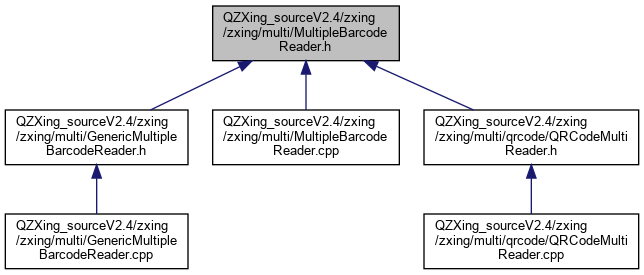 QZXing_sourceV2.4/zxing
/zxing/multi/MultipleBarcode
Reader.h
QZXing_sourceV2.4/zxing
/zxing/multi/GenericMultiple
BarcodeReader.h
QZXing_sourceV2.4/zxing
/zxing/multi/MultipleBarcode
Reader.cpp
QZXing_sourceV2.4/zxing
/zxing/multi/qrcode/QRCodeMulti
Reader.h
QZXing_sourceV2.4/zxing
/zxing/multi/GenericMultiple
BarcodeReader.cpp
QZXing_sourceV2.4/zxing
/zxing/multi/qrcode/QRCodeMulti
Reader.cpp